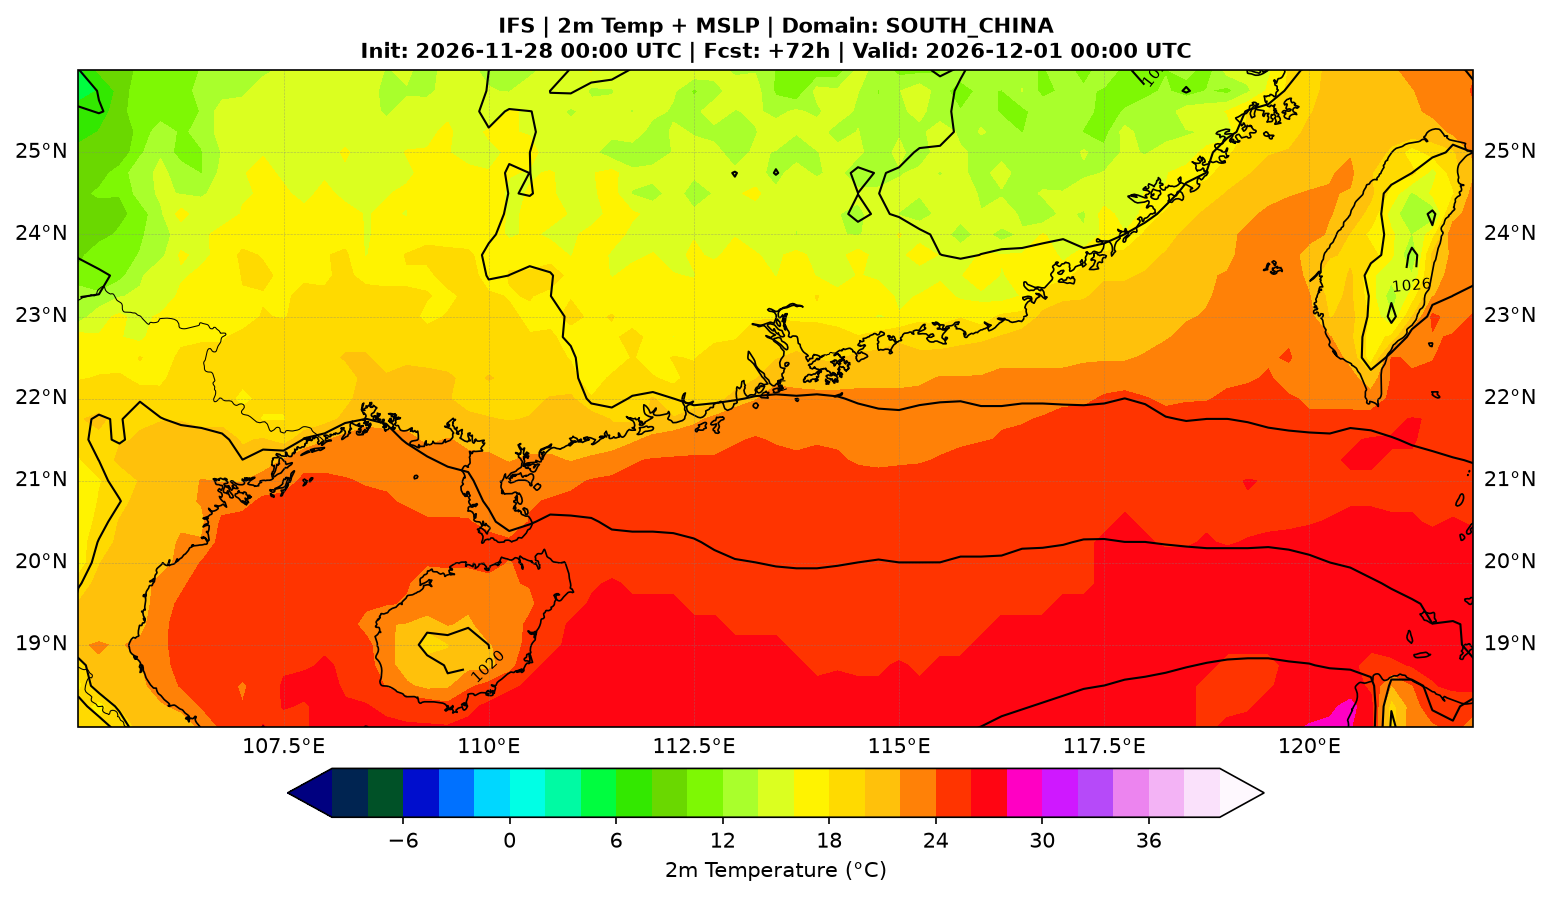 IFS | 2m Temp + MSLP | Domain: SOUTH_CHINA
Init: 2026-11-28 00:00 UTC | Fcst: +72h | Valid: 2026-12-01 00:00 UTC
25°N 25°N
24°N 24°N
1026
23°N 23°N
22°N 22°N
21°N 21°N
20°N 20°N
19°N 19°N
1020
107.5°E 110°E 112.5°E 115°E 117.5°E 120°E
−6 0 6 12 18 24 30 36
2m Temperature (°C)